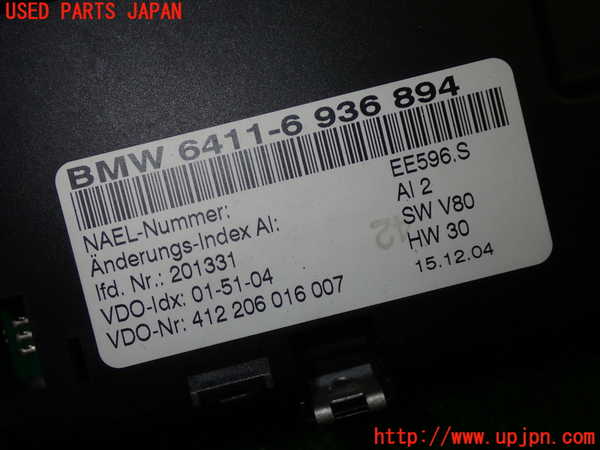 USED PARTS JAPAN
BMW 6411-6 936 894
NAEL-Nummer: EE596.S
Änderungs-Index AI: AI 2
lfd. Nr.: 201331 SW V80
VDO-Idx: 01-51-04 HW 30
VDO-Nr: 412 206 016 007 15.12.04
42
http://www.upjpn.com/